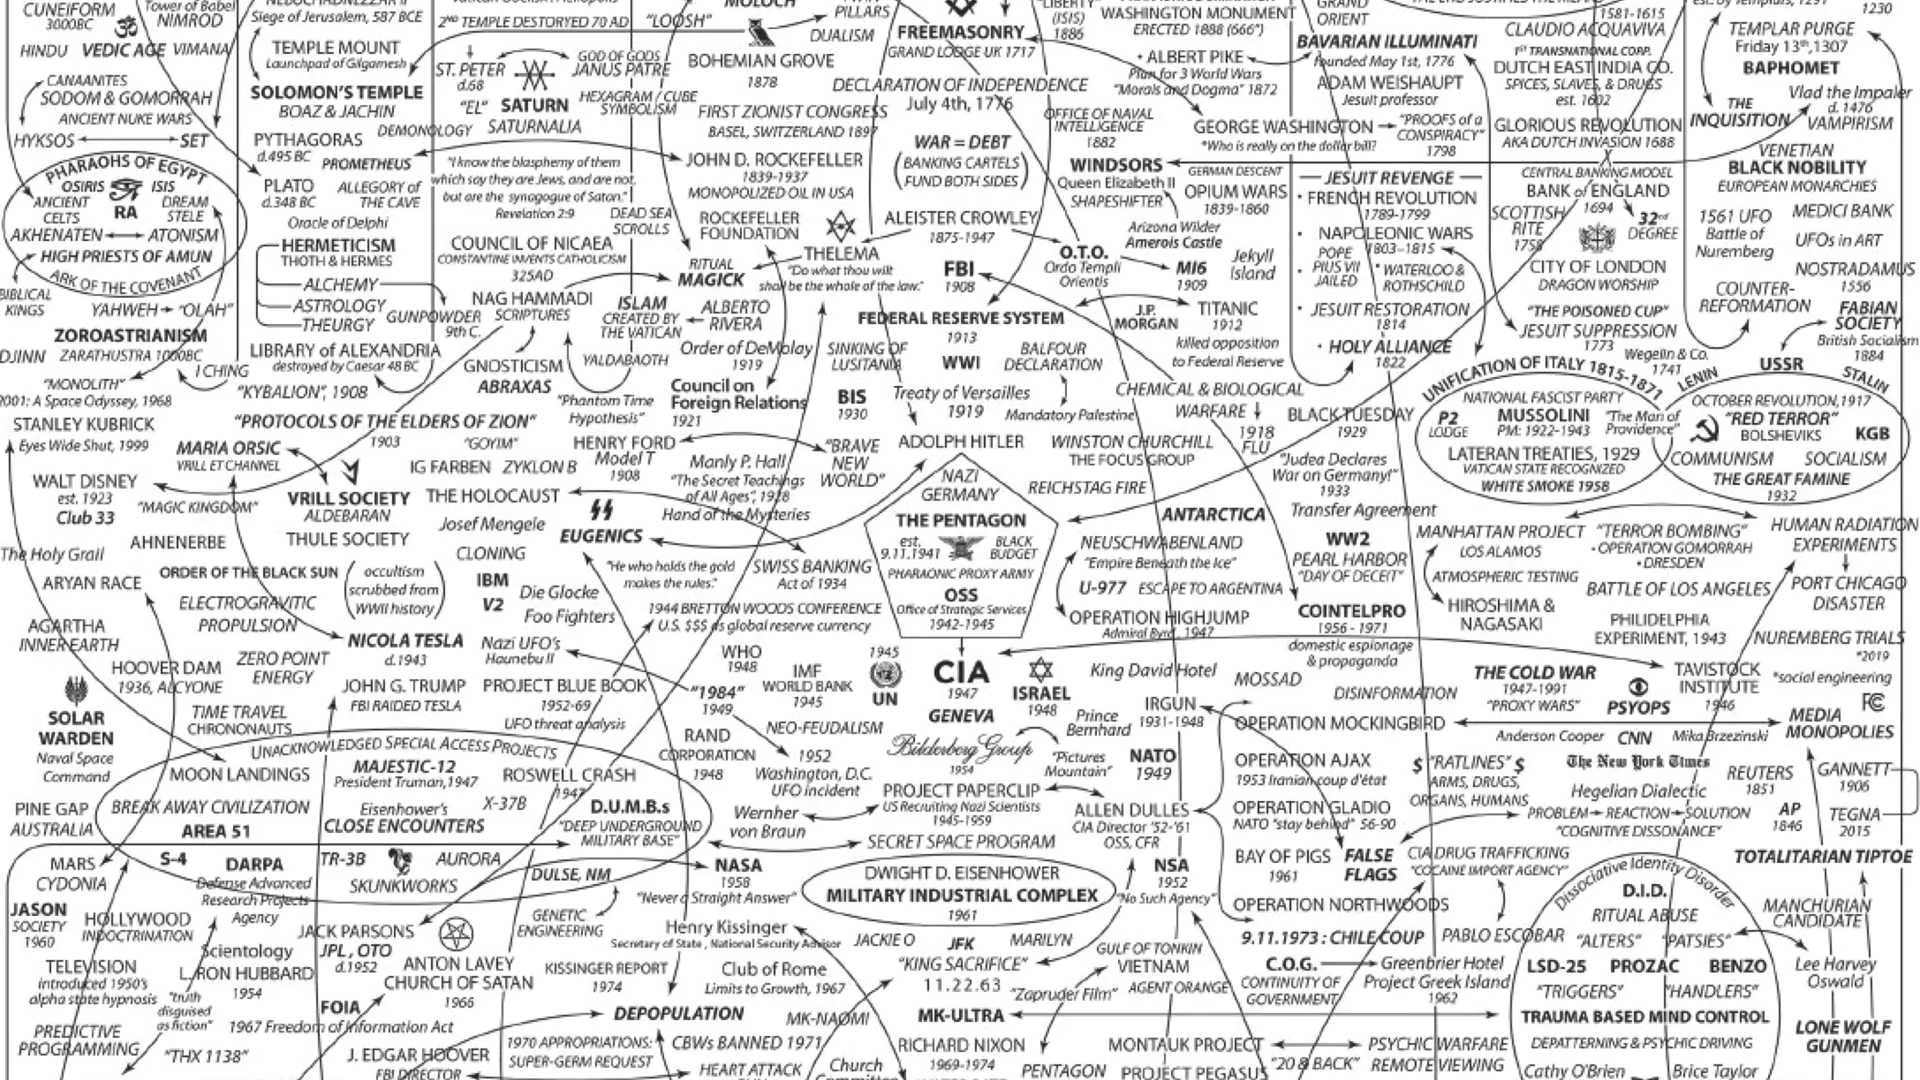 CUNEIFORM
3000BC
HINDU VEDIC AGE VIMANA
Tower of Babel
NIMROD
Siege of Jerusalem, 587 BCE
TEMPLE MOUNT
Launchpad of Gilgamesh
SOLOMON'S TEMPLE
BOAZ & JACHIN
CANAANITES
SODOM & GOMORRAH
ANCIENT NUKE WARS
HYKSOS
SET
PHARAOHS OF EGYPT
OSIRIS
ISIS
ANCIENT
CELTS
RA
DREAM
STELE
AKHENATEN
ATONISM
HIGH PRIESTS OF AMUN
ARK OF THE COVENANT
BIBLICAL
KINGS
YAHWEH
"OLAH"
ZOROASTRIANISM
DJINN
ZARATHUSTRA 1000BC
I CHING
"MONOLITH"
2001: A Space Odyssey, 1968
STANLEY KUBRICK
Eyes Wide Shut, 1999
WALT DISNEY
est. 1923
Club 33
"MAGIC KINGDOM"
The Holy Grail
AHNENERBE
ARYAN RACE
AGARTHA
INNER EARTH
PYTHAGORAS
d.495 BC
PROMETHEUS
DEMONOLOGY
PLATO
d.348 BC
ALLEGORY of
THE CAVE
Oracle of Delphi
HERMETICISM
THOTH & HERMES
ALCHEMY
ASTROLOGY
THEURGY
GUNPOWDER
9th C.
LIBRARY of ALEXANDRIA
destroyed by Caesar 48 BC
"KYBALION", 1908
"PROTOCOLS OF THE ELDERS OF ZION"
1903
"GOYIM"
MARIA ORSIC
VRILL ET CHANNEL
VRILL SOCIETY
ALDEBARAN
THULE SOCIETY
ORDER OF THE BLACK SUN
occultism
scrubbed from
WWII history
ELECTROGRAVITIC
PROPULSION
NICOLA TESLA
d.1943
2ND TEMPLE DESTORYED 70 AD
"LOOSH"
MOLOCH
ST. PETER
d.68
GOD OF GODS
JANUS PATRE
"EL"
SATURN
SATURNALIA
HEXAGRAM / CUBE
SYMBOLISM
"I know the blasphemy of them
which say they are Jews, and are not,
but are the synagogue of Satan."
Revelation 2:9
DEAD SEA
SCROLLS
COUNCIL OF NICAEA
CONSTANTINE INVENTS CATHOLICISM
325AD
NAG HAMMADI
SCRIPTURES
ISLAM
CREATED BY
THE VATICAN
ALBERTO
RIVERA
GNOSTICISM
ABRAXAS
YALDABAOTH
"Phantom Time
Hypothesis"
Order of DeMolay
1919
Council on
Foreign Relations
1921
HENRY FORD
Model T
1908
IG FARBEN
ZYKLON B
THE HOLOCAUST
Josef Mengele
CLONING
EUGENICS
IBM
V2
Die Glocke
Foo Fighters
Nazi UFO's
Haunebu II
"He who holds the gold
makes the rules."
1944 BRETTON WOODS CONFERENCE
U.S. $$$ as global reserve currency
SWISS BANKING
Act of 1934
PILLARS
DUALISM
BOHEMIAN GROVE
1878
FREEMASONRY
GRAND LODGE UK 1717
DECLARATION OF INDEPENDENCE
July 4th, 1776
FIRST ZIONIST CONGRESS
BASEL, SWITZERLAND 1897
JOHN D. ROCKEFELLER
1839-1937
MONOPOLIZED OIL IN USA
ROCKEFELLER
FOUNDATION
WAR = DEBT
(BANKING CARTELS
FUND BOTH SIDES)
ALEISTER CROWLEY
1875-1947
THELEMA
"Do what thou wilt
shall be the whole of the law."
RITUAL
MAGICK
FBI
1908
O.T.O.
Ordo Templi
Orientis
FEDERAL RESERVE SYSTEM
1913
SINKING OF
LUSITANIA
WWI
Treaty of Versailles
1919
BALFOUR
DECLARATION
Mandatory Palestine
BIS
1930
ADOLPH HITLER
"BRAVE
NEW
WORLD"
Manly P. Hall
"The Secret Teachings
of All Ages", 1928
Hand of the Mysteries
NAZI
GERMANY
THE PENTAGON
est.
9.11.1941
BLACK
BUDGET
PHARAONIC PROXY ARMY
OSS
Office of Strategic Services
1942-1945
WINSTON CHURCHILL
THE FOCUS GROUP
REICHSTAG FIRE
LIBERTY
(ISIS)
1886
WASHINGTON MONUMENT
ERECTED 1888 (666")
ALBERT PIKE
Plan for 3 World Wars
"Morals and Dogma" 1872
OFFICE OF NAVAL
INTELLIGENCE
1882
GEORGE WASHINGTON
*Who is really on the dollar bill?
"PROOFS of a
CONSPIRACY"
1798
WINDSORS
Queen Elizabeth II
SHAPESHIFTER
GERMAN DESCENT
OPIUM WARS
1839-1860
Arizona Wilder
Amerois Castle
MI6
1909
Jekyll
Island
J.P.
MORGAN
TITANIC
1912
killed opposition
to Federal Reserve
CHEMICAL & BIOLOGICAL
WARFARE
1918
FLU
BLACK TUESDAY
1929
"Judea Declares
War on Germany!"
1933
Transfer Agreement
ANTARCTICA
NEUSCHWABENLAND
"Empire Beneath the Ice"
U-977
ESCAPE TO ARGENTINA
OPERATION HIGHJUMP
Admiral Byrd, 1947
WW2
PEARL HARBOR
"DAY OF DECEIT"
COINTELPRO
1956 - 1971
domestic espionage
& propaganda
GRAND
ORIENT
BAVARIAN ILLUMINATI
founded May 1st, 1776
ADAM WEISHAUPT
Jesuit professor
JESUIT REVENGE
• FRENCH REVOLUTION
1789-1799
• NAPOLEONIC WARS
1803–1815
• POPE
PIUS VII
JAILED
• WATERLOO &
ROTHSCHILD
• JESUIT RESTORATION
1814
• HOLY ALLIANCE
1822
1581-1615
CLAUDIO ACQUAVIVA
1ST TRANSNATIONAL CORP.
DUTCH EAST INDIA CO.
SPICES, SLAVES, & DRUGS
est. 1602
GLORIOUS REVOLUTION
AKA DUTCH INVASION 1688
CENTRAL BANKING MODEL
BANK of ENGLAND
1694
SCOTTISH
RITE
1758
32nd
DEGREE
CITY OF LONDON
DRAGON WORSHIP
"THE POISONED CUP"
JESUIT SUPPRESSION
1773
Wegelin & Co.
1741
UNIFICATION OF ITALY 1815-1871
NATIONAL FASCIST PARTY
P2
LODGE
MUSSOLINI
PM: 1922-1943
"The Man of
Providence"
LATERAN TREATIES, 1929
VATICAN STATE RECOGNIZED
WHITE SMOKE 1958
1230
TEMPLAR PURGE
Friday 13th,1307
BAPHOMET
THE
INQUISITION
Vlad the Impaler
d. 1476
VAMPIRISM
VENETIAN
BLACK NOBILITY
EUROPEAN MONARCHIES
1561 UFO
Battle of
Nuremberg
MEDICI BANK
UFOs in ART
NOSTRADAMUS
1556
COUNTER-
REFORMATION
FABIAN
SOCIETY
British Socialism
1884
LENIN
USSR
STALIN
OCTOBER REVOLUTION,1917
"RED TERROR"
BOLSHEVIKS
KGB
COMMUNISM
SOCIALISM
THE GREAT FAMINE
1932
MANHATTAN PROJECT
LOS ALAMOS
ATMOSPHERIC TESTING
HIROSHIMA &
NAGASAKI
"TERROR BOMBING"
• OPERATION GOMORRAH
• DRESDEN
BATTLE OF LOS ANGELES
PHILIDELPHIA
EXPERIMENT, 1943
HUMAN RADIATION
EXPERIMENTS
PORT CHICAGO
DISASTER
NUREMBERG TRIALS
*2019
HOOVER DAM
1936, ALCYONE
ZERO POINT
ENERGY
TIME TRAVEL
CHRONONAUTS
SOLAR
WARDEN
Naval Space
Command
JOHN G. TRUMP
FBI RAIDED TESLA
PROJECT BLUE BOOK
1952-69
UFO threat analysis
UNACKNOWLEDGED SPECIAL ACCESS PROJECTS
MOON LANDINGS
MAJESTIC-12
President Truman,1947
ROSWELL CRASH
1947
BREAK AWAY CIVILIZATION
Eisenhower's
CLOSE ENCOUNTERS
X-37B
D.U.M.B.s
"DEEP UNDERGROUND
MILITARY BASE"
AREA 51
S-4
DARPA
Defense Advanced
Research Projects
Agency
TR-3B
AURORA
SKUNKWORKS
DULSE, NM
PINE GAP
AUSTRALIA
MARS
CYDONIA
JASON
SOCIETY
1960
HOLLYWOOD
INDOCTRINATION
TELEVISION
introduced 1950's
alpha state hypnosis
PREDICTIVE
PROGRAMMING
Scientology
L. RON HUBBARD
1954
"truth
disguised
as fiction"
"THX 1138"
JACK PARSONS
JPL, OTO
d.1952
ANTON LAVEY
CHURCH OF SATAN
1966
FOIA
1967 Freedom of Information Act
J. EDGAR HOOVER
FBI DIRECTOR
GENETIC
ENGINEERING
KISSINGER REPORT
1974
DEPOPULATION
1970 APPROPRIATIONS:
SUPER-GERM REQUEST
CBWs BANNED 1971
HEART ATTACK
WHO
1948
IMF
WORLD BANK
1945
1945
UN
"1984"
1949
NEO-FEUDALISM
RAND
CORPORATION
1948
1952
Washington, D.C.
UFO incident
Wernher
von Braun
NASA
1958
"Never a Straight Answer"
Henry Kissinger
Secretary of State , National Security Advisor
Club of Rome
Limits to Growth, 1967
MK-NAOMI
Church
Committee
CIA
1947
GENEVA
Bilderberg Group
1954
ISRAEL
1948
King David Hotel
IRGUN
1931-1948
Prince
Bernhard
"Pictures
Mountain"
NATO
1949
PROJECT PAPERCLIP
US Recruiting Nazi Scientists
1945-1959
SECRET SPACE PROGRAM
DWIGHT D. EISENHOWER
MILITARY INDUSTRIAL COMPLEX
1961
ALLEN DULLES
CIA Director '52-'61
OSS, CFR
NSA
1952
"No Such Agency"
JACKIE O
JFK
MARILYN
"KING SACRIFICE"
11.22.63
"Zapruder Film"
GULF OF TONKIN
VIETNAM
AGENT ORANGE
MK-ULTRA
RICHARD NIXON
1969-1974
PENTAGON
MONTAUK PROJECT
PROJECT PEGASUS
"20 & BACK"
PSYCHIC WARFARE
REMOTE VIEWING
MOSSAD
DISINFORMATION
OPERATION MOCKINGBIRD
OPERATION AJAX
1953 Iranian coup d'état
OPERATION GLADIO
NATO "stay behind" 56-90
BAY OF PIGS
1961
FALSE
FLAGS
OPERATION NORTHWOODS
9.11.1973 : CHILE COUP
C.O.G.
CONTINUITY OF
GOVERNMENT
Greenbrier Hotel
Project Greek Island
1962
PABLO ESCOBAR
$ "RATLINES" $
ARMS, DRUGS,
ORGANS, HUMANS
CIA DRUG TRAFFICKING
"COCAINE IMPORT AGENCY"
THE COLD WAR
1947-1991
"PROXY WARS"
PSYOPS
TAVISTOCK
INSTITUTE
1946
*social engineering
MEDIA
MONOPOLIES
Anderson Cooper
CNN
Mika Brzezinski
The New York Times
Hegelian Dialectic
PROBLEM
REACTION
SOLUTION
"COGNITIVE DISSONANCE"
REUTERS
1851
GANNETT
1906
AP
1846
TEGNA
2015
TOTALITARIAN TIPTOE
Dissociative Identity Disorder
D.I.D.
RITUAL ABUSE
"ALTERS"
"PATSIES"
LSD-25
PROZAC
BENZO
"TRIGGERS"
"HANDLERS"
TRAUMA BASED MIND CONTROL
DEPATTERNING & PSYCHIC DRIVING
Cathy O'Brien
Brice Taylor
MANCHURIAN
CANDIDATE
Lee Harvey
Oswald
LONE WOLF
GUNMEN